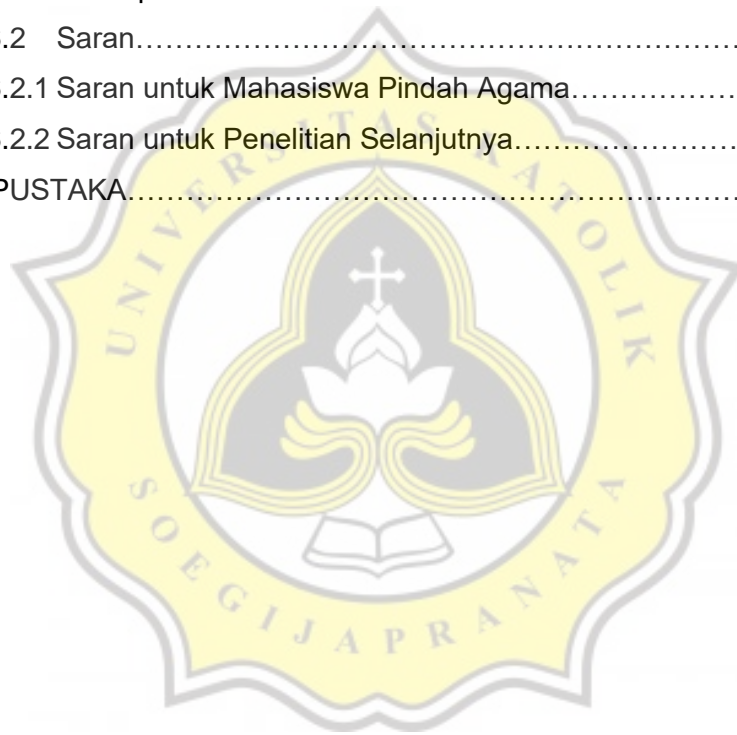 .2 Saran………………………………………………………………
.2.1 Saran untuk Mahasiswa Pindah Agama………………
.2.2 Saran untuk Penelitian Selanjutnya……………………
PUSTAKA………………………………………………………………
UNIVERSITAS KATOLIK
SOEGIJAPRANATA